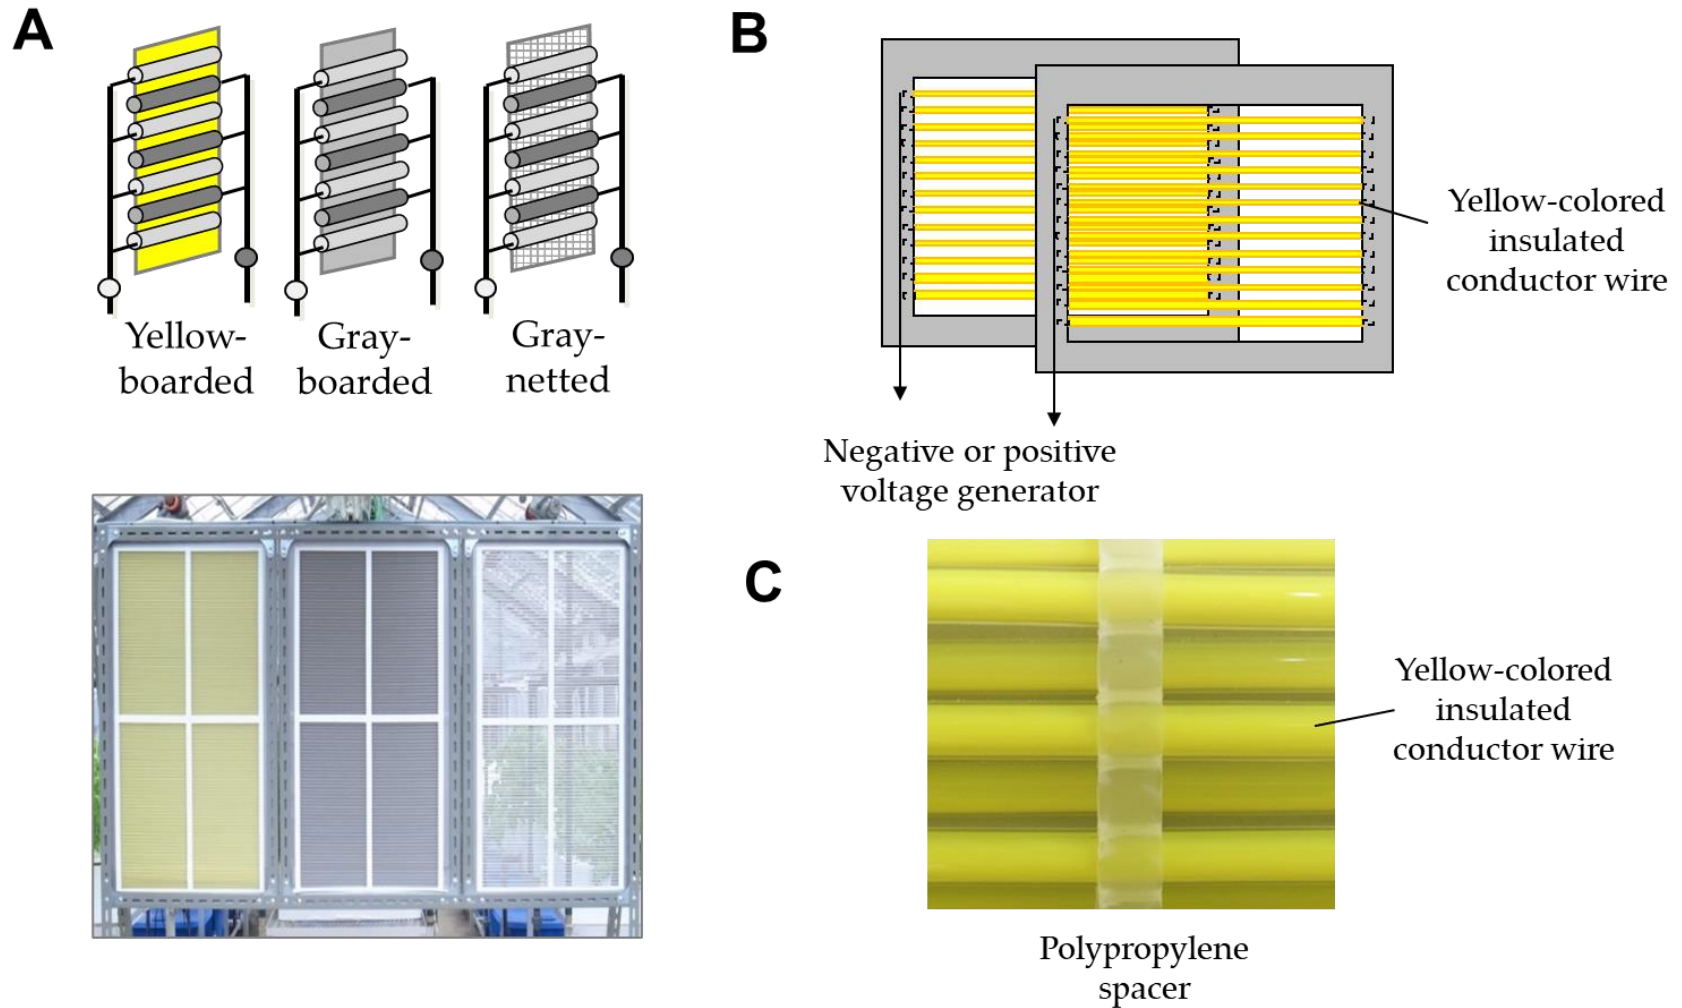 A
Yellow-
boarded
Gray-
boarded
Gray-
netted
B
Yellow-colored
insulated
conductor wire
Negative or positive
voltage generator
C
Yellow-colored
insulated
conductor wire
Polypropylene
spacer